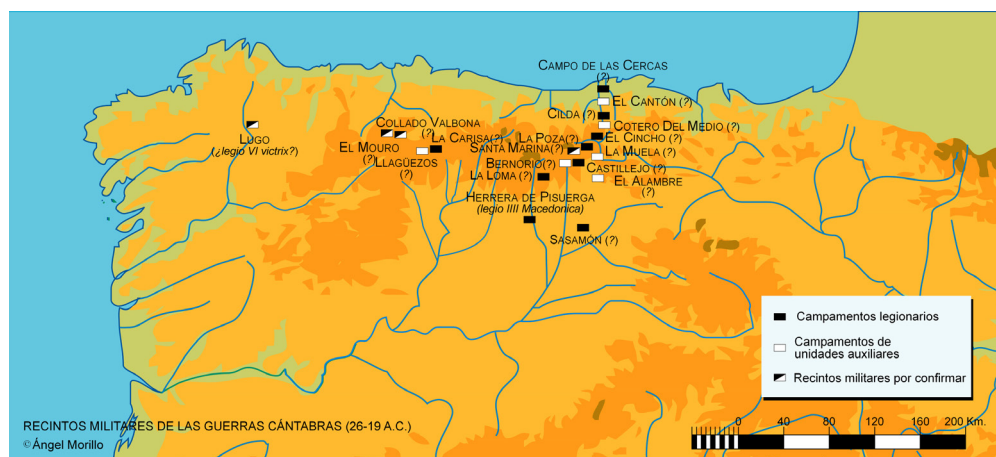 CAMPO DE LAS CERCAS
(?)
EL CANTÓN (?)
CILDA (?)
COTERO DEL MEDIO (?)
COLLADO VALBONA
(?)
LA CARISA(?)
LA POZA(?)
EL CINCHO (?)
LUGO
(¿legio VI victrix?)
EL MOURO
(?)
SANTA MARINA(?)
LA MUELA(?)
LLAGÜEZOS
(?)
BERNORIO(?)
CASTILLEJO (?)
LA LOMA (?)
EL ALAMBRE
(?)
HERRERA DE PISUERGA
(legio IIII Macedonica)
SASAMÓN (?)
Campamentos legionarios
Campamentos de
unidades auxiliares
Recintos militares por confirmar
RECINTOS MILITARES DE LAS GUERRAS CÁNTABRAS (26-19 A.C.)
© Ángel Morillo
0 40 80 120 160 200 Km.